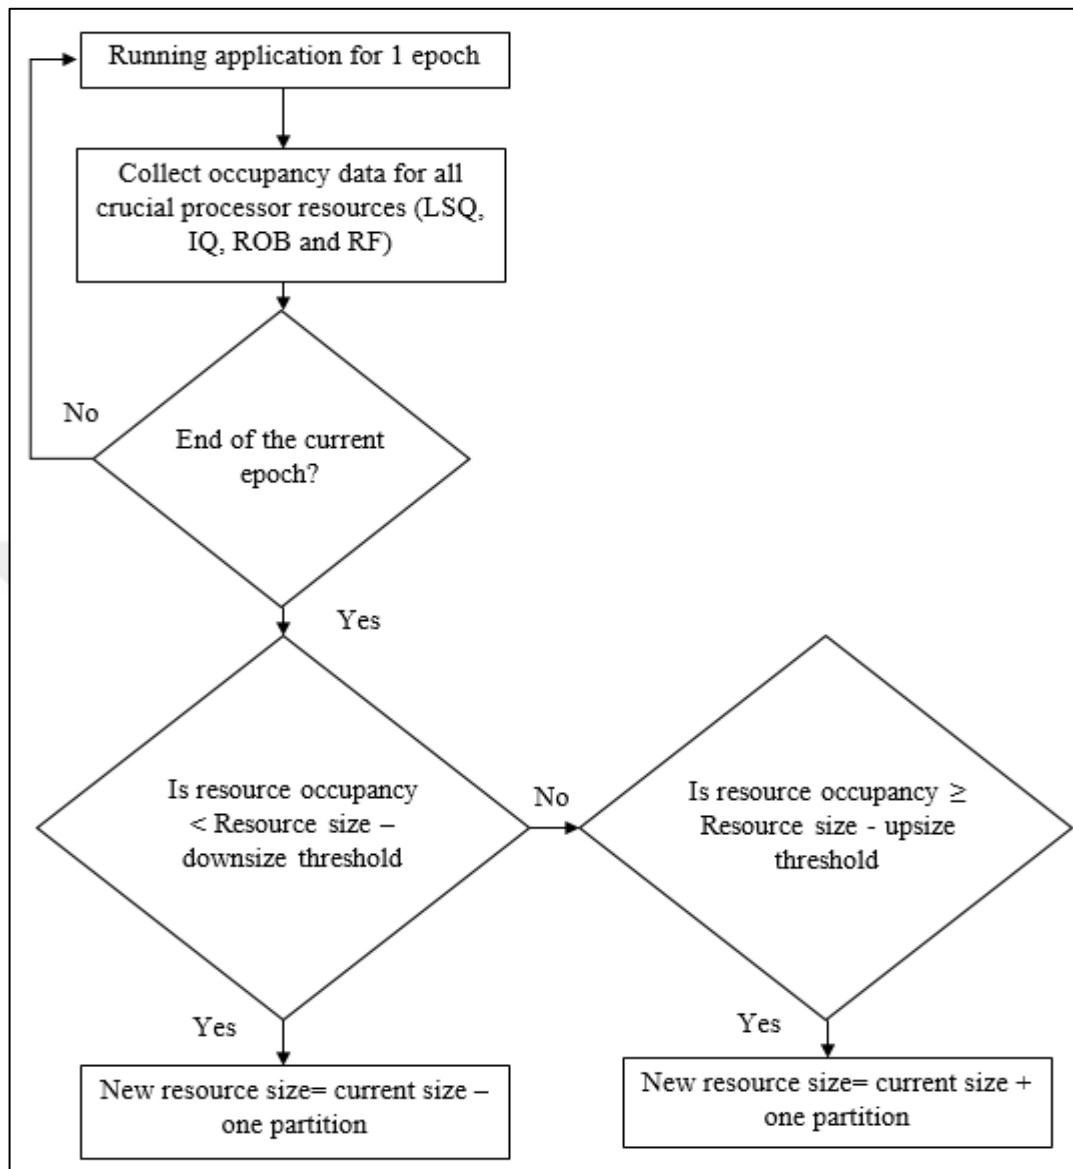 Running application for 1 epoch
Collect occupancy data for all
crucial processor resources (LSQ,
IQ, ROB and RF)
No
End of the current
epoch?
Yes
Is resource occupancy
< Resource size –
downsize threshold
No
Is resource occupancy ≥
Resource size - upsize
threshold
Yes
New resource size= current size –
one partition
Yes
New resource size= current size +
one partition